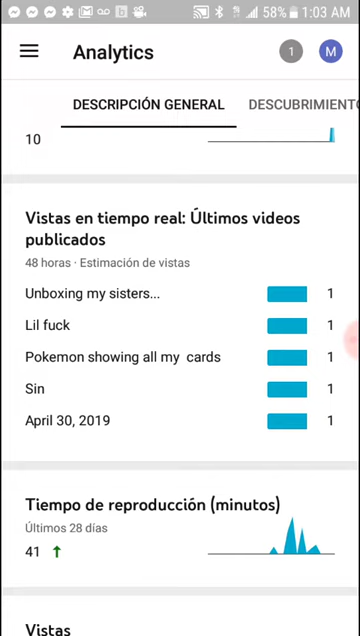 58% 1:03 AM
Analytics 1 M
DESCRIPCIÓN GENERAL DESCUBRIMIENTO
10
Vistas en tiempo real: Últimos videos
publicados
48 horas · Estimación de vistas
Unboxing my sisters... 1
Lil fuck 1
Pokemon showing all my cards 1
Sin 1
April 30, 2019 1
Tiempo de reproducción (minutos)
Últimos 28 días
41
Vistas